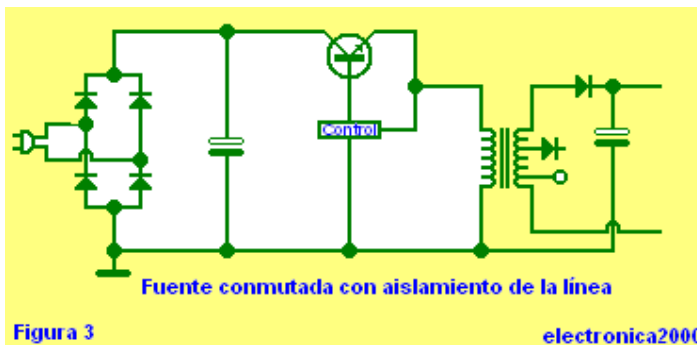 Control
Fuente conmutada con aislamiento de la línea
Figura 3
electronica2000